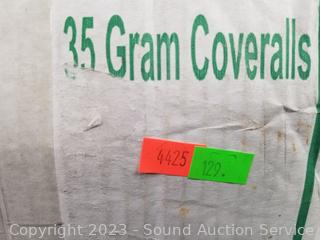 35 Gram Coveralls
4425
129.
Copyright 2023 - Sound Auction Service